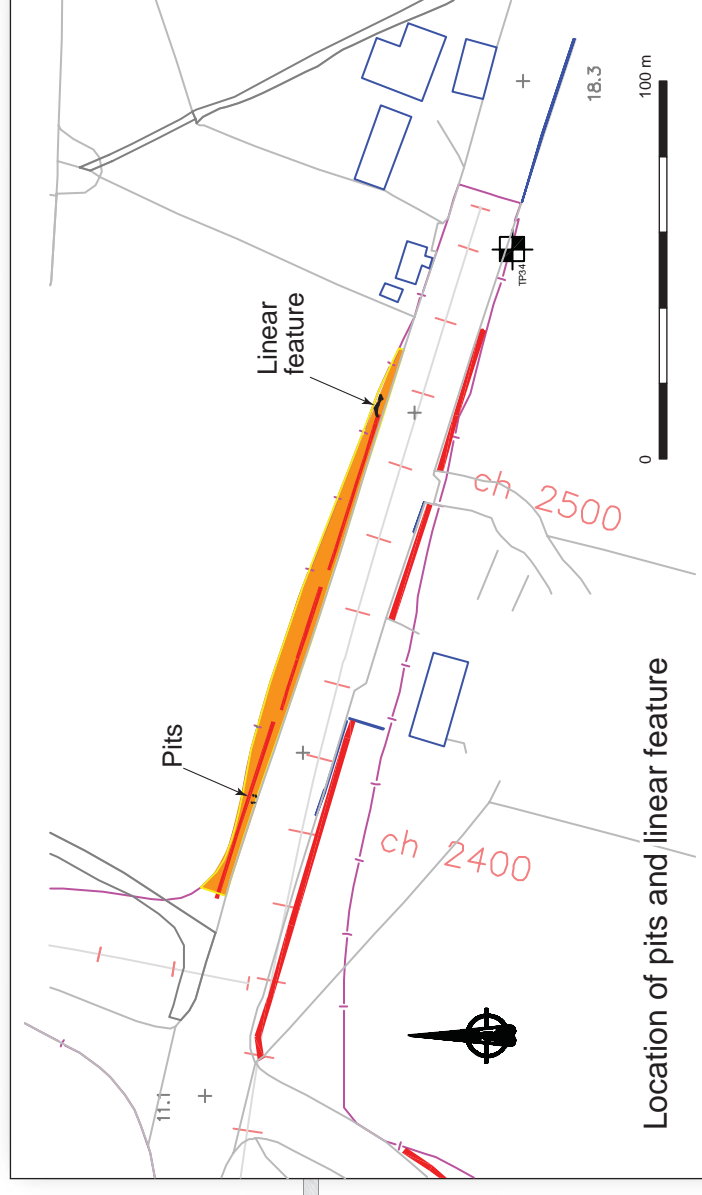 Linear
feature
Pits
TP34
18.3
11.1
ch 2500
ch 2400
0
100 m
Location of pits and linear feature